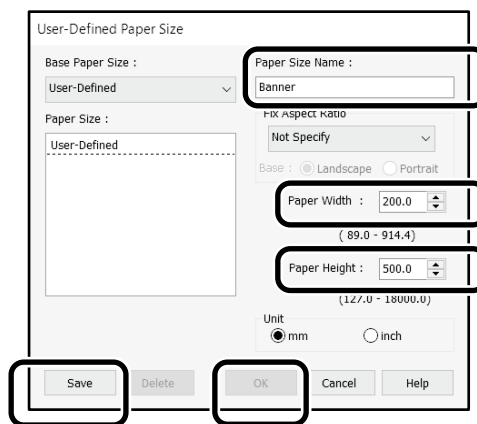 User-Defined Paper Size
Base Paper Size :
User-Defined
Paper Size :
User-Defined
Paper Size Name :
Banner
Fix Aspect Ratio
Not Specify
Base : Landscape Portrait
Paper Width : 200.0
( 89.0 - 914.4)
Paper Height : 500.0
(127.0 - 18000.0)
Unit
mm inch
Save Delete OK Cancel Help